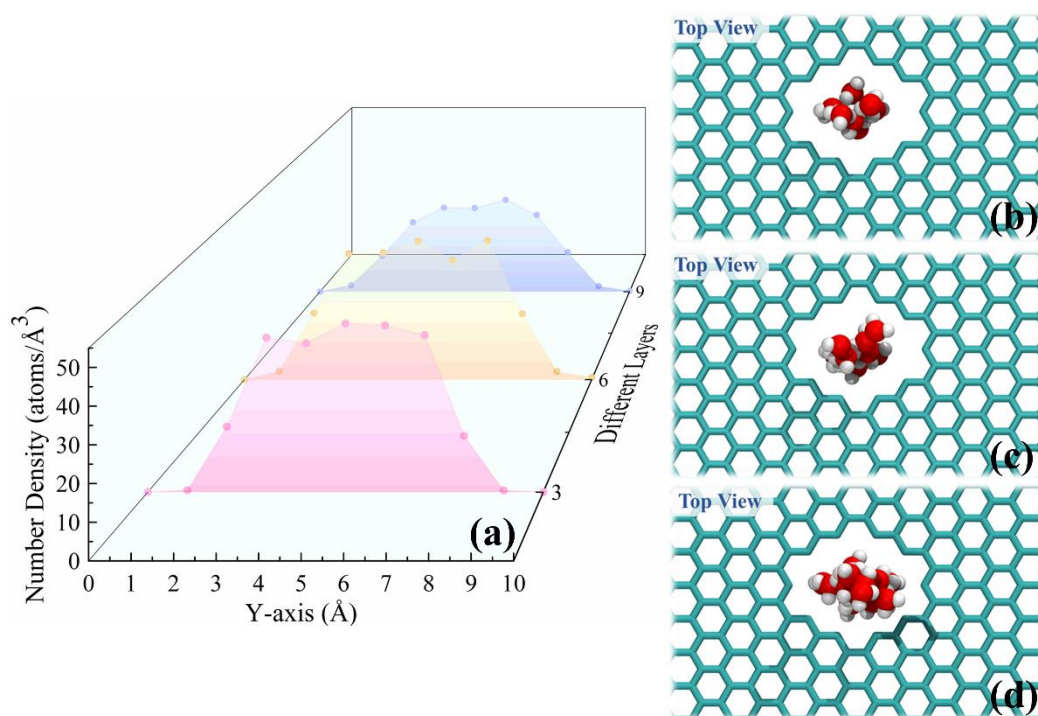 Number Density (atoms/Å³)
50
40
30
20
10
0
0 1 2 3 4 5 6 7 8 9 10
Y-axis (Å)
3
6
9
Different Layers
(a)
Top View
(b)
Top View
(c)
Top View
(d)